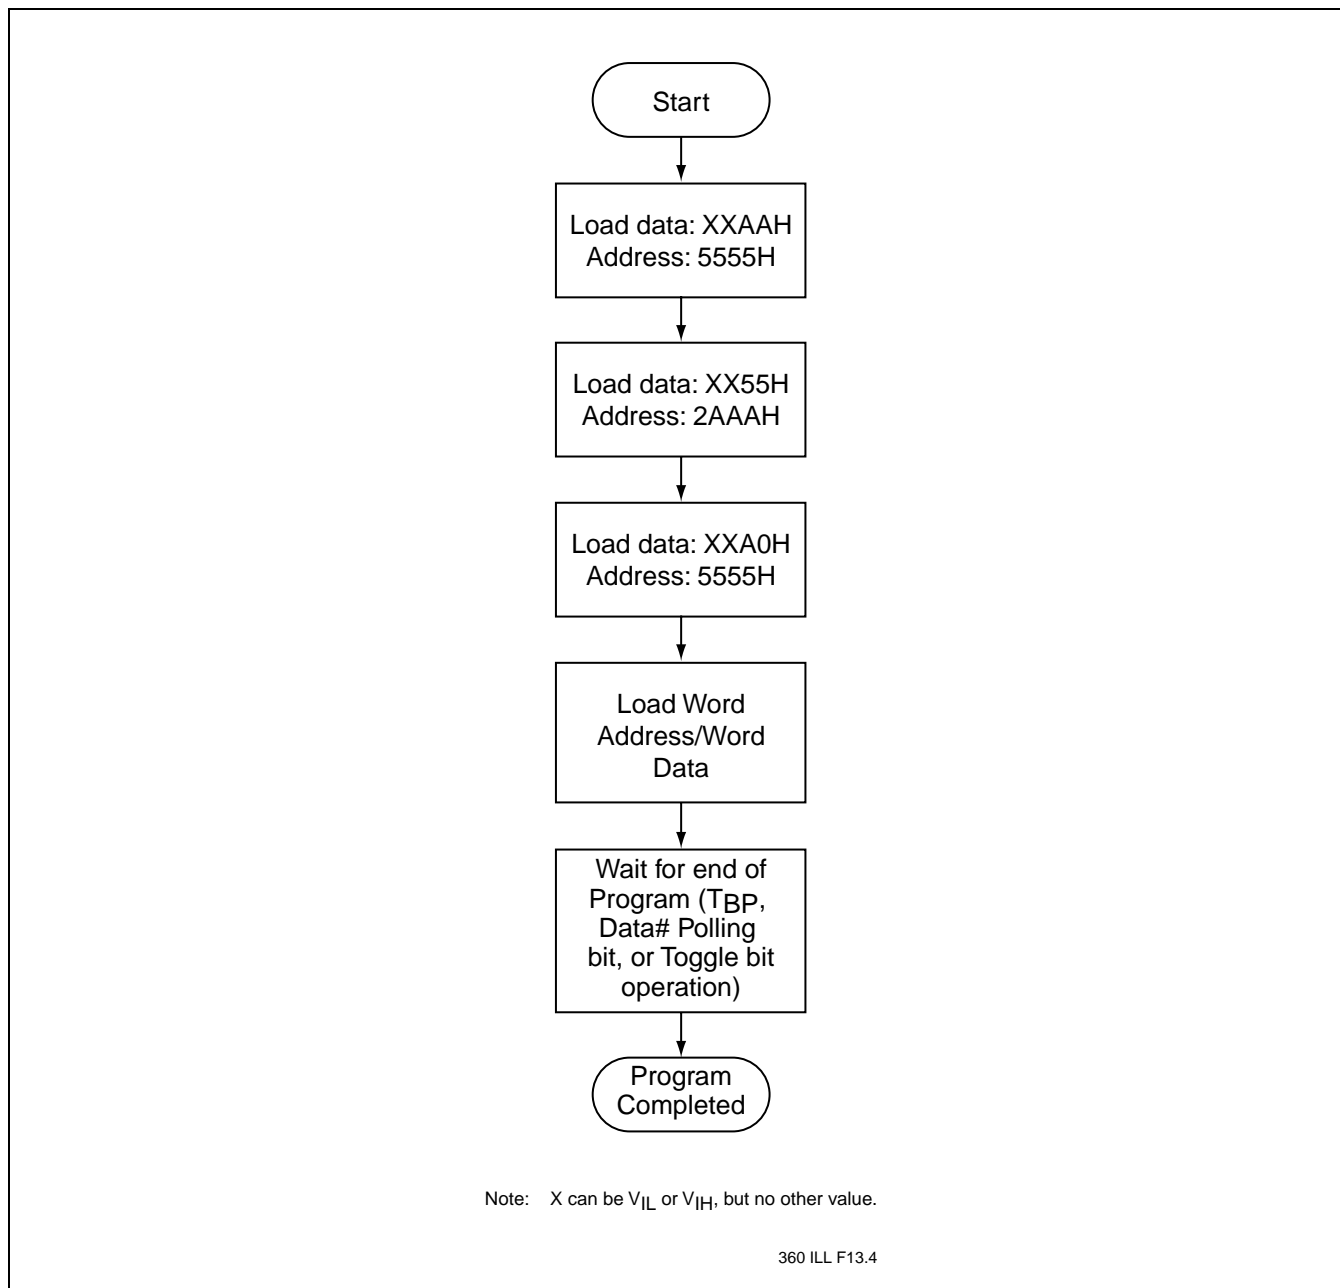 Start
Load data: XXAAH
Address: 5555H
Load data: XX55H
Address: 2AAAH
Load data: XXA0H
Address: 5555H
Load Word
Address/Word
Data
Wait for end of
Program (TBP,
Data# Polling
bit, or Toggle bit
operation)
Program
Completed
Note: X can be VIL or VIH, but no other value.
360 ILL F13.4